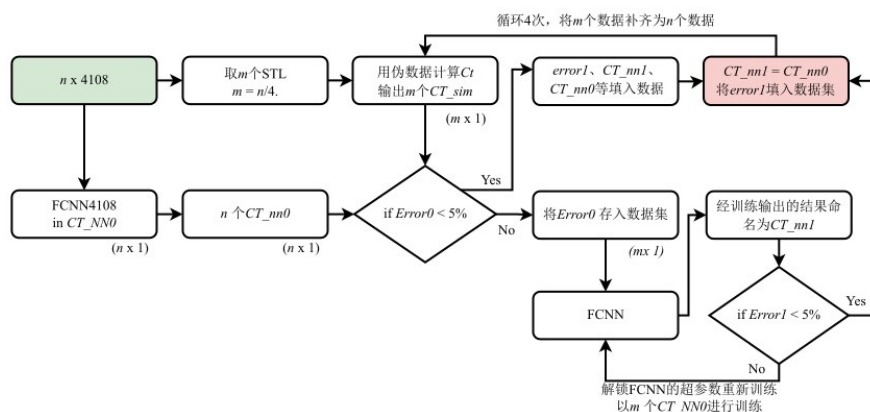 循环4次，将m个数据补齐为n个数据
n x 4108
取m个STL
m = n/4.
用伪数据计算Ct
输出m个CT_sim
(m x 1)
error1、CT_nn1、
CT_nn0等填入数据
CT_nn1 = CT_nn0
将error1填入数据集
Yes
FCNN4108
in CT_NN0
(n x 1)
n 个CT_nn0
(n x 1)
if Error0 < 5%
No
将Error0 存入数据集
(mx 1)
经训练输出的结果命
名为CT_nn1
FCNN
if Error1 < 5%
Yes
No
解锁FCNN的超参数重新训练
以m 个CT_NN0进行训练